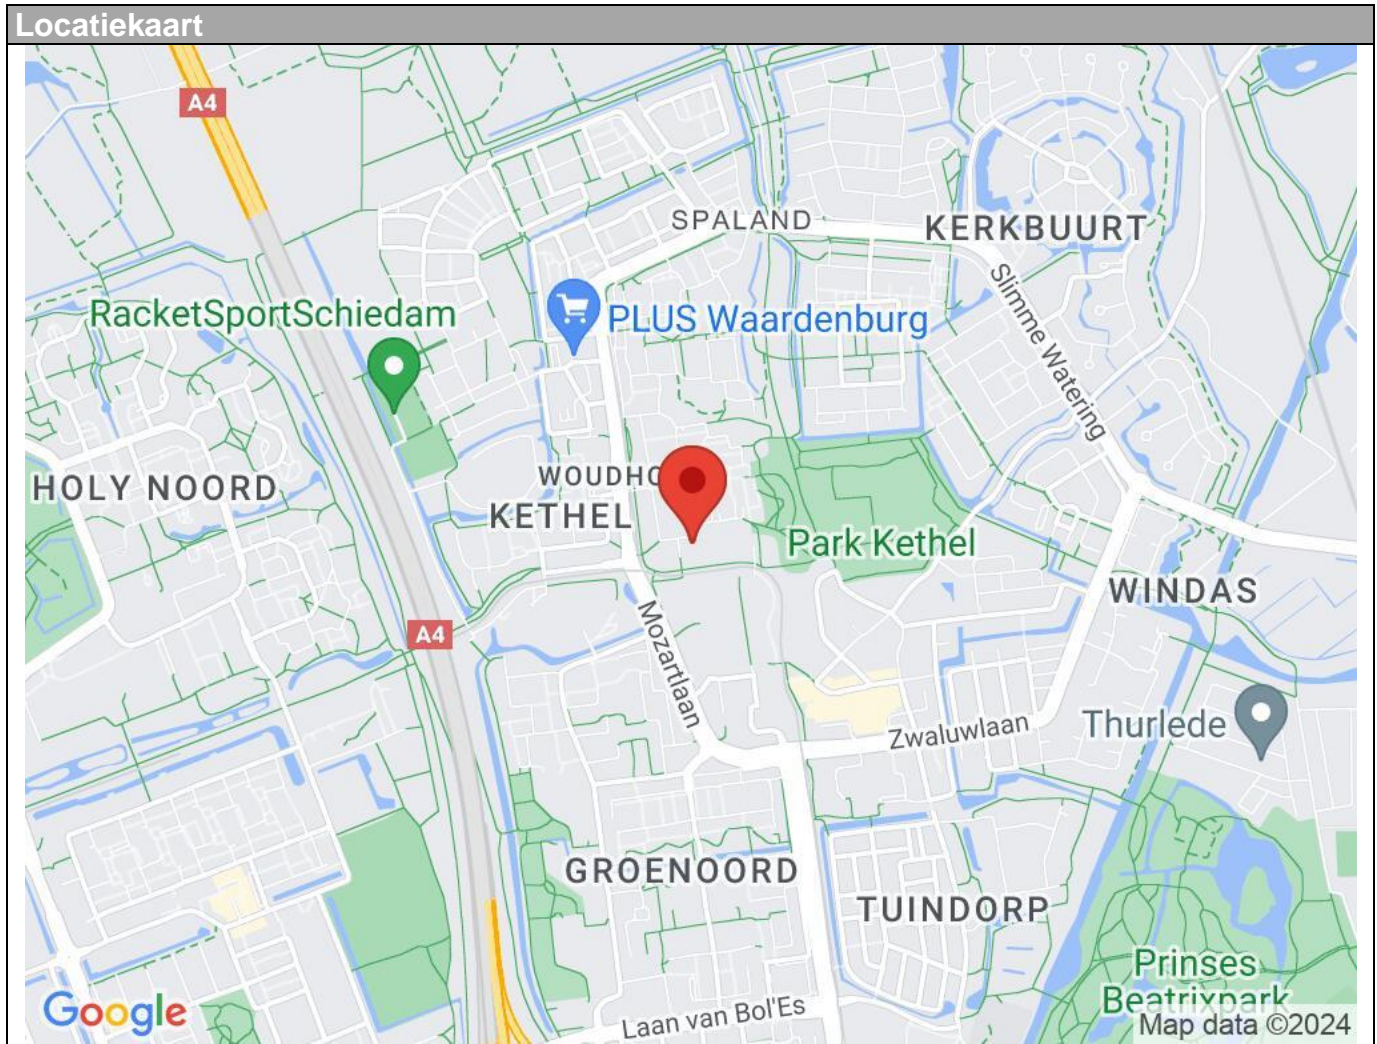 Locatiekaart
A4
SPALAND
KERKBUURT
Slimme Watering
RacketSportSchiedam
PLUS Waardenburg
HOLY NOORD
WOUDHO
KETHEL
Park Kethel
WINDAS
A4
Mozartlaan
Thurlede
Zwaluwlaan
GROENOORD
TUINDORP
Prinses
Beatrixpark
Google
Laan van Bol'Es
Map data ©2024